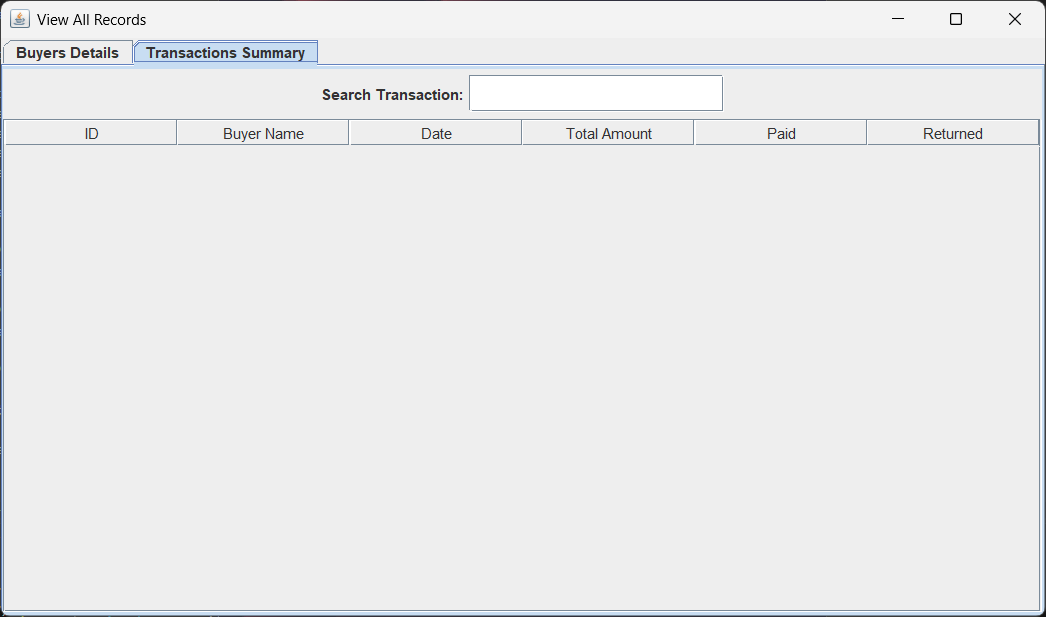 View All Records
Buyers Details Transactions Summary
Search Transaction:
ID Buyer Name Date Total Amount Paid Returned